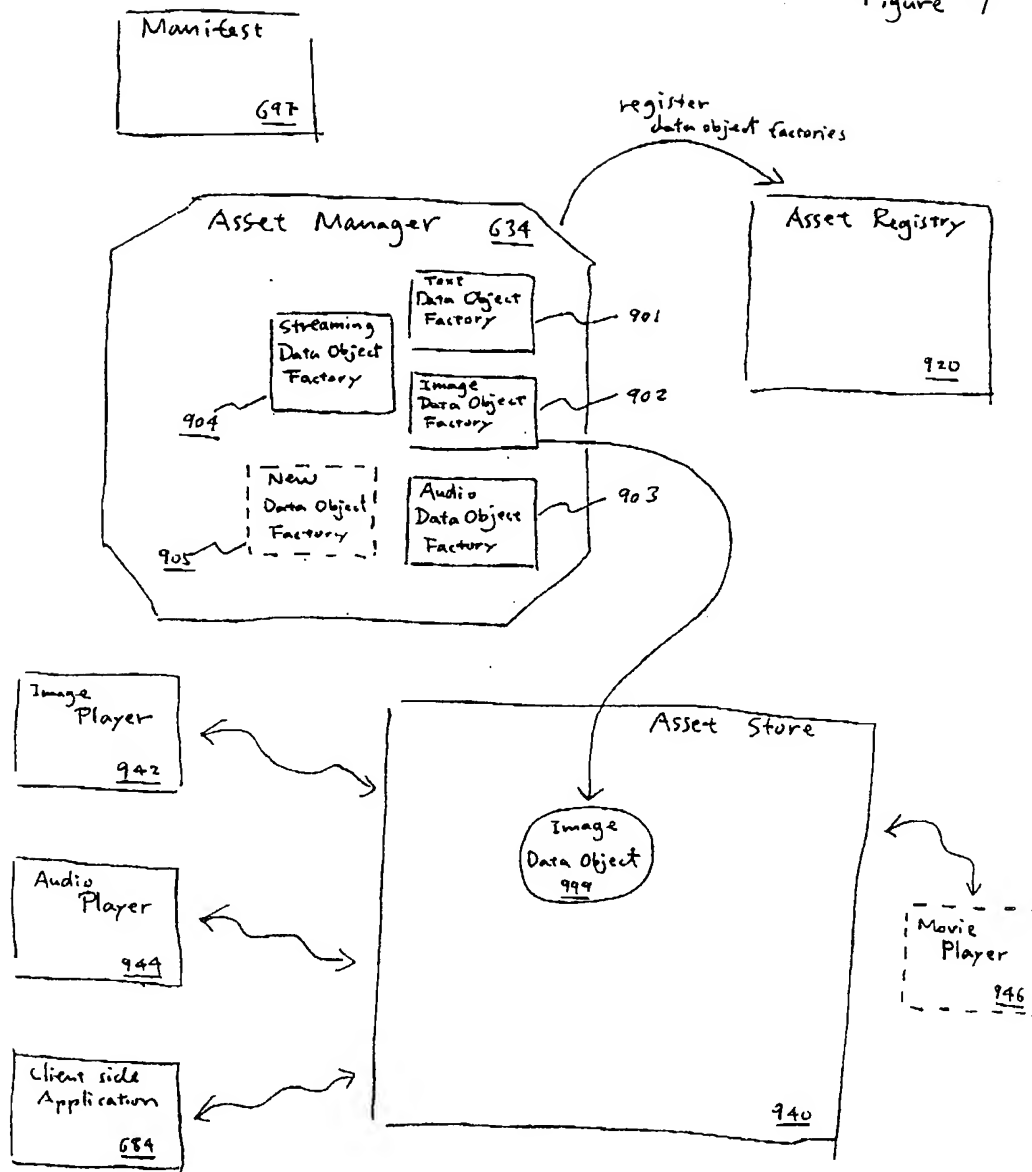 Figure
Manifest
697
register
data object factories
Asset Manager
634
Asset Registry
920
Text
Data Object
Factory
901
Streaming
Data Object
Factory
904
Image
Data Object
Factory
902
New
Data Object
Factory
905
Audio
Data Object
Factory
903
Image
Player
942
Asset Store
Image
Data Object
999
Audio
Player
944
Movie
Player
946
Client side
Application
684
940